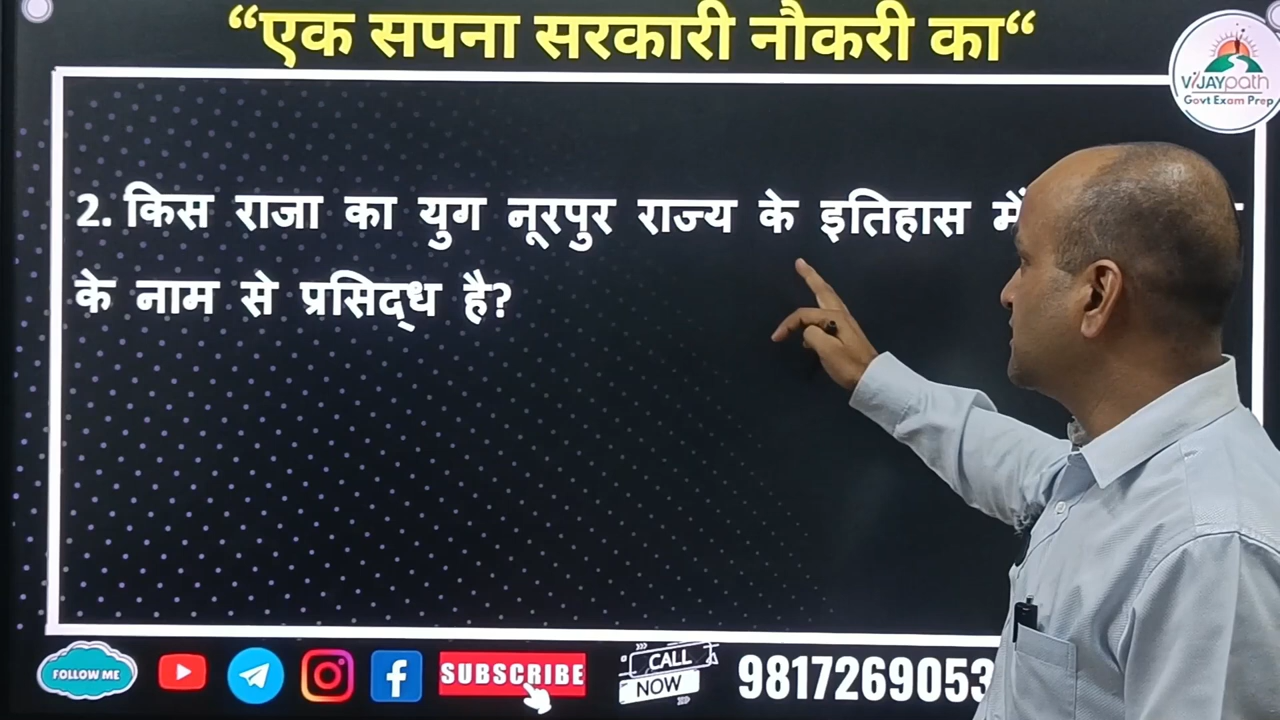 “एक सपना सरकारी नौकरी का“
VIJAYpath
Govt Exam Prep
2. किस राजा का युग नूरपुर राज्य के इतिहास में
के नाम से प्रसिद्ध है?
FOLLOW ME
SUBSCRIBE
CALL
NOW
9817269053